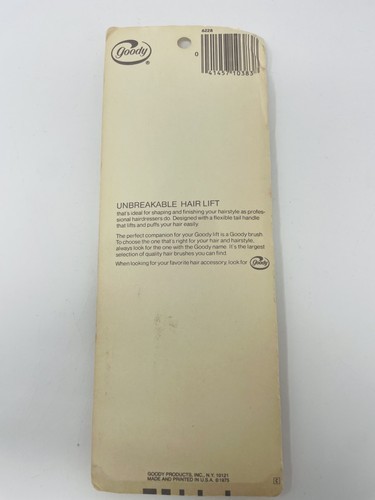 Goody
®
A228
0
41457 10383
UNBREAKABLE HAIR LIFT
that's ideal for shaping and finishing your hairstyle as profes-
sional hairdressers do. Designed with a flexible tail handle
that lifts and puffs your hair easily.
The perfect companion for your Goody lift is a Goody brush.
To choose the one that's right for your hair and hairstyle,
always look for the one with the Goody name. It's the largest
selection of quality hair brushes you can find.
When looking for your favorite hair accessory, look for Goody
GOODY PRODUCTS, INC., N.Y. 10121
MADE AND PRINTED IN U.S.A. ©1975